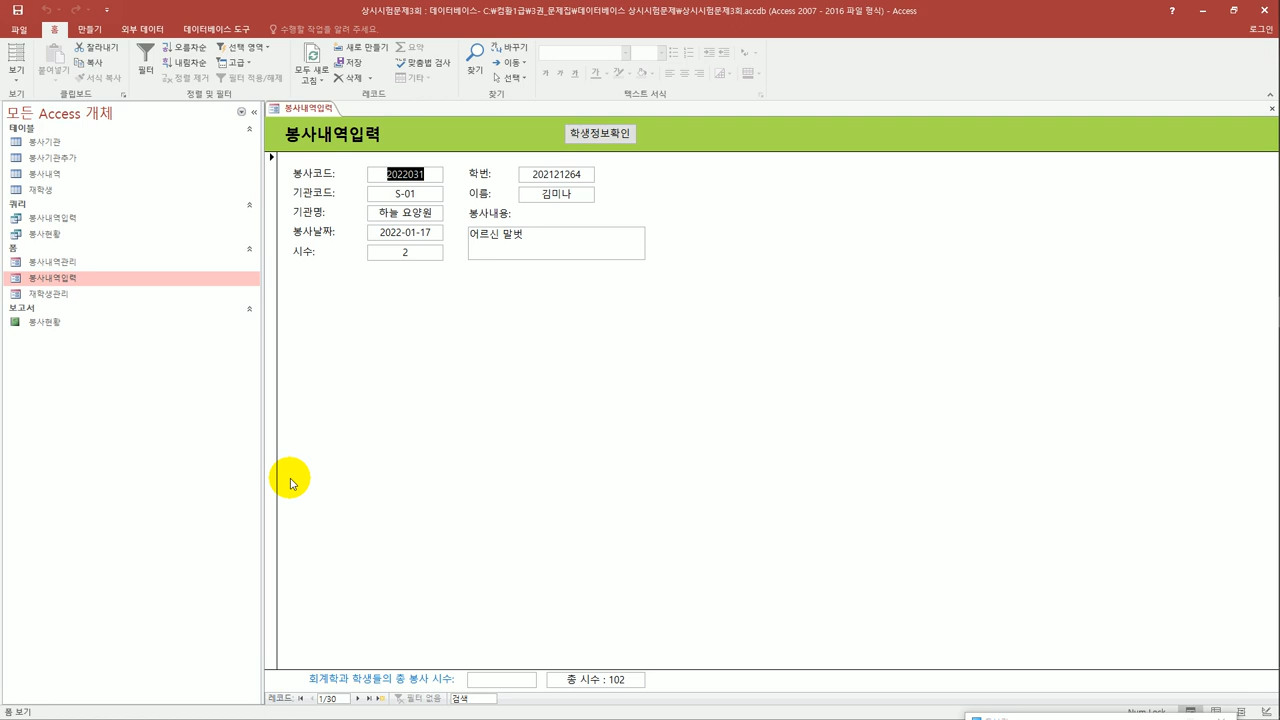 상시시험문제3회 : 데이터베이스- C:₩컴활1급₩3권_문제집₩데이터베이스 상시시험문제₩상시시험문제3회.accdb (Access 2007 - 2016 파일 형식) - Access
파일 홈 만들기 외부 데이터 데이터베이스 도구 수행할 작업을 알려 주세요. 로그인
보기
보기
붙여넣기
잘라내기
복사
서식 복사
클립보드
필터
오름차순
내림차순
정렬 제거
선택 영역
고급
필터 적용/해제
정렬 및 필터
모두 새로 고침
새로 만들기
저장
삭제
요약
맞춤법 검사
기타
레코드
찾기
바꾸기
이동
선택
찾기
가 가 가 가
텍스트 서식
모든 Access 개체
테이블
봉사기관
봉사기관추가
봉사내역
재학생
쿼리
봉사내역입력
봉사현황
폼
봉사내역관리
봉사내역입력
재학생관리
보고서
봉사현황
봉사내역입력
봉사내역입력 학생정보확인
봉사코드: 2022031 학번: 202121264
기관코드: S-01 이름: 김미나
기관명: 하늘 요양원 봉사내용:
봉사날짜: 2022-01-17 어르신 말벗
시수: 2
회계학과 학생들의 총 봉사 시수: 총 시수 : 102
레코드: 1/30 필터 없음 검색
폼 보기 Num Lock